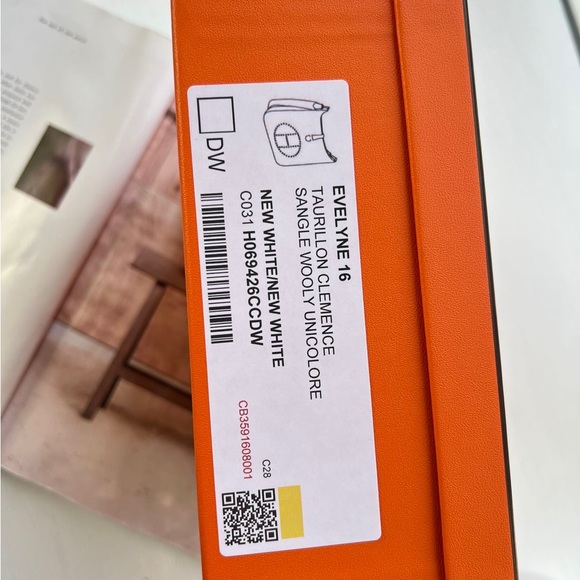 EVELYNE 16
TAURILLON CLEMENCE
SANGLE WOOLY UNICOLORE
NEW WHITE/NEW WHITE
C031 H069426CCDW
DW
CB3591608001
C28